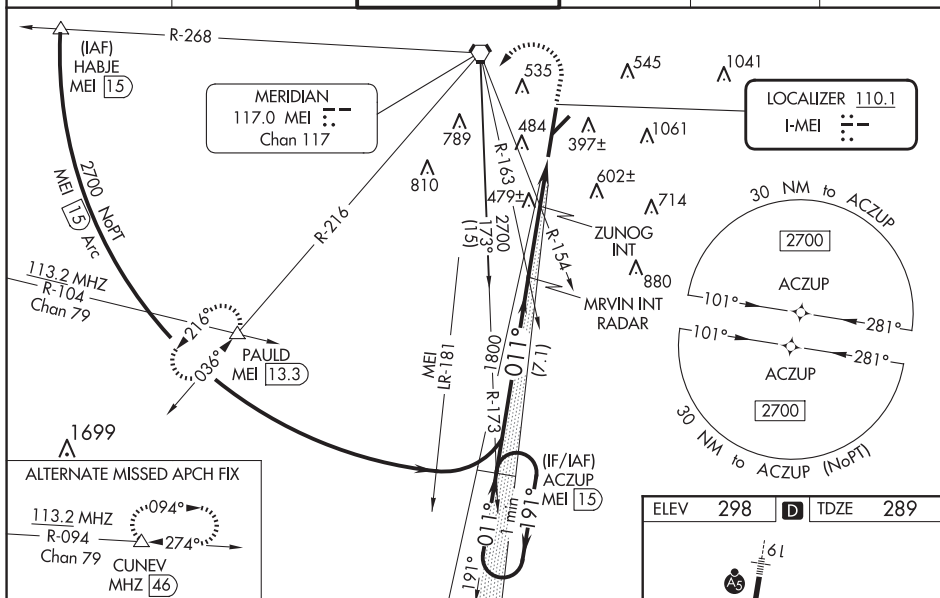 R-268
(IAF)
HABJE
MEI 15
MERIDIAN
117.0 MEI
Chan 117
535
545
1041
LOCALIZER 110.1
I-MEI
789
484
397±
1061
810
R-163
479±
602±
714
2700 NoPT
MEI 15 Arc
R-216
2700
173°
(15)
R-154
ZUNOG
INT
880
MRVIN INT
RADAR
30 NM to ACZUP
2700
ACZUP
101°
281°
101°
281°
ACZUP
2700
30 NM to ACZUP (NoPT)
113.2 MHZ
R-104
Chan 79
216°
036°
PAULD
MEI 13.3
MEI
LR-181
1800
R-173
011°
(7.1)
1699
(IF/IAF)
ACZUP
MEI 15
011°
1 min
191°
191°
ALTERNATE MISSED APCH FIX
113.2 MHZ
R-094
Chan 79
094°
274°
CUNEV
MHZ 46
ELEV 298 D TDZE 289
19
A5